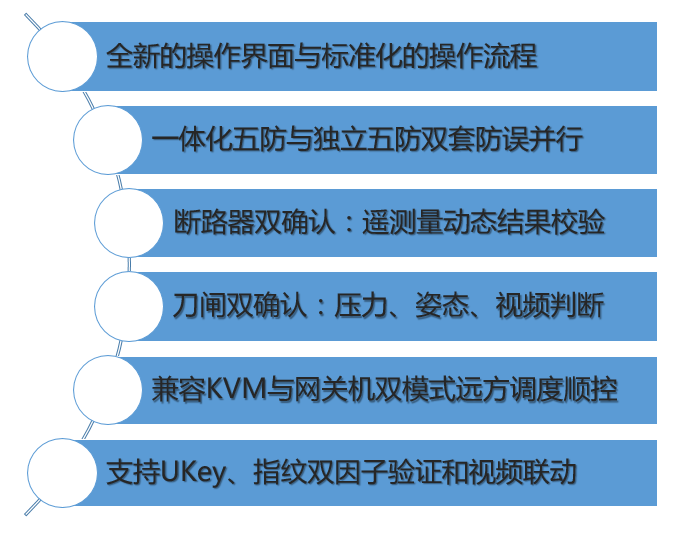 全新的操作界面与标准化的操作流程
一体化五防与独立五防双套防误并行
断路器双确认：遥测量动态结果校验
刀闸双确认：压力、姿态、视频判断
兼容KVM与网关机双模式远方调度顺控
支持UKey、指纹双因子验证和视频联动